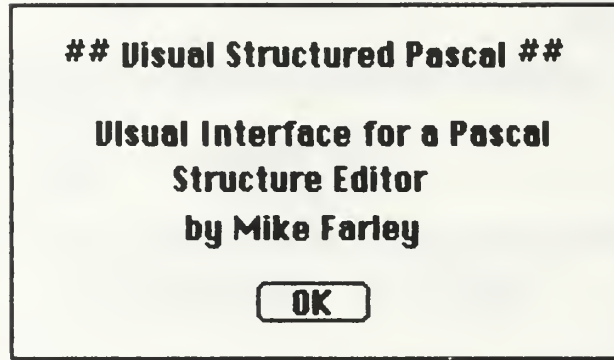 ## Visual Structured Pascal ##
Visual Interface for a Pascal
Structure Editor
by Mike Farley
OK